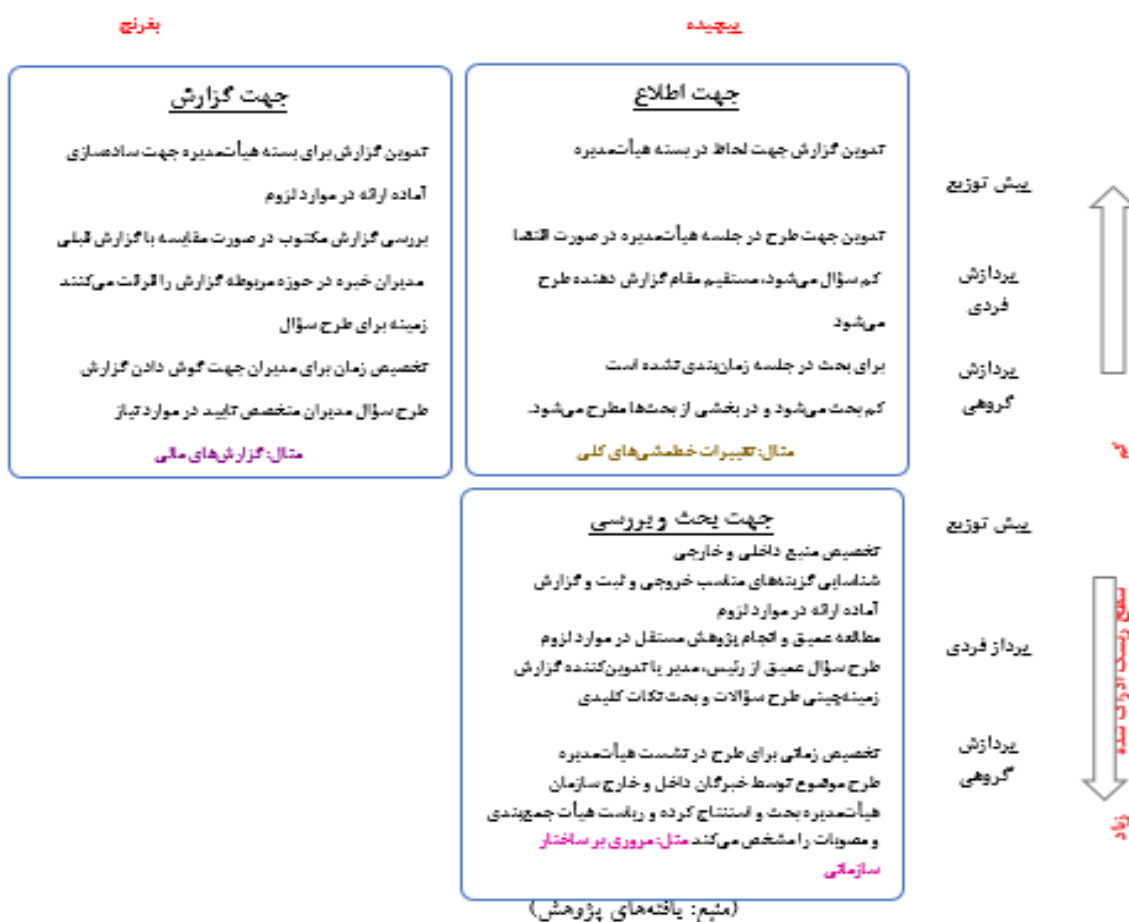 پیچیده
بغرنج
جهت اطلاع
تدوین گزارش جهت لحاظ در بسته هیأت‌مدیره
تدوین جهت طرح در جلسه هیأت‌مدیره در صورت اقتضا
کم سؤال می‌شود، مستقیم مقام گزارش دهنده طرح
می‌شود
برای بحث در جلسه زمان‌بندی نشده است
کم بحث می‌شود و در بخشی از بحث‌ها مطرح می‌شود.
مثال: تغییرات خط‌مشی‌های کلی
جهت گزارش
تدوین گزارش برای بسته هیأت‌مدیره جهت ساده‌سازی
آماده ارائه در موارد لزوم
بررسی گزارش مکتوب در صورت مقایسه با گزارش قبلی
مدیران خبره در حوزه مربوطه گزارش را قرائت می‌کنند
زمینه برای طرح سؤال
تخصیص زمان برای مدیران جهت گوش دادن گزارش
طرح سؤال مدیران متخصص تایید در موارد نیاز
مثال: گزارش‌های مالی
پیش توزیع
پردازش
فردی
پردازش
گروهی
کم
جهت بحث و بررسی
تخصیص منبع داخلی و خارجی
شناسایی گزینه‌های مناسب خروجی و ثبت و گزارش
آماده ارائه در موارد لزوم
مطالعه عمیق و انجام پژوهش مستقل در موارد لزوم
طرح سؤال عمیق از رئیس، مدیر یا تدوین‌کننده گزارش
زمینه‌چینی طرح سؤالات و بحث نکات کلیدی
تخصیص زمانی برای طرح در نشست هیأت‌مدیره
طرح موضوع توسط خبرگان داخل و خارج سازمان
هیأت‌مدیره بحث و استنتاج کرده و ریاست هیأت جمع‌بندی
و مصوبات را مشخص می‌کند مثل: مروری بر ساختار
سازمانی
پیش توزیع
پرداز فردی
پردازش
گروهی
سطح ریسک ادراک شده
زیاد
(منبع: یافته‌های پژوهش)